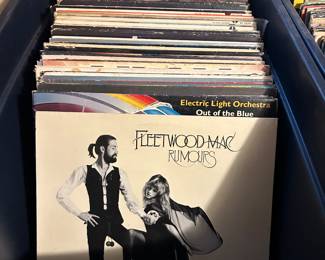 Electric Light Orchestra
Out of the Blue
FLEETWOOD MAC
RUMOURS